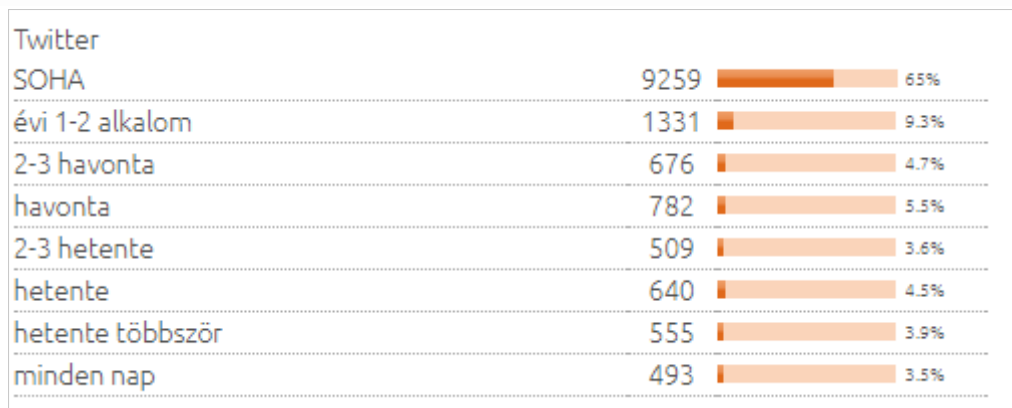 Twitter
SOHA 9259 65%
évi 1-2 alkalom 1331 9.3%
2-3 havonta 676 4.7%
havonta 782 5.5%
2-3 hetente 509 3.6%
hetente 640 4.5%
hetente többször 555 3.9%
minden nap 493 3.5%